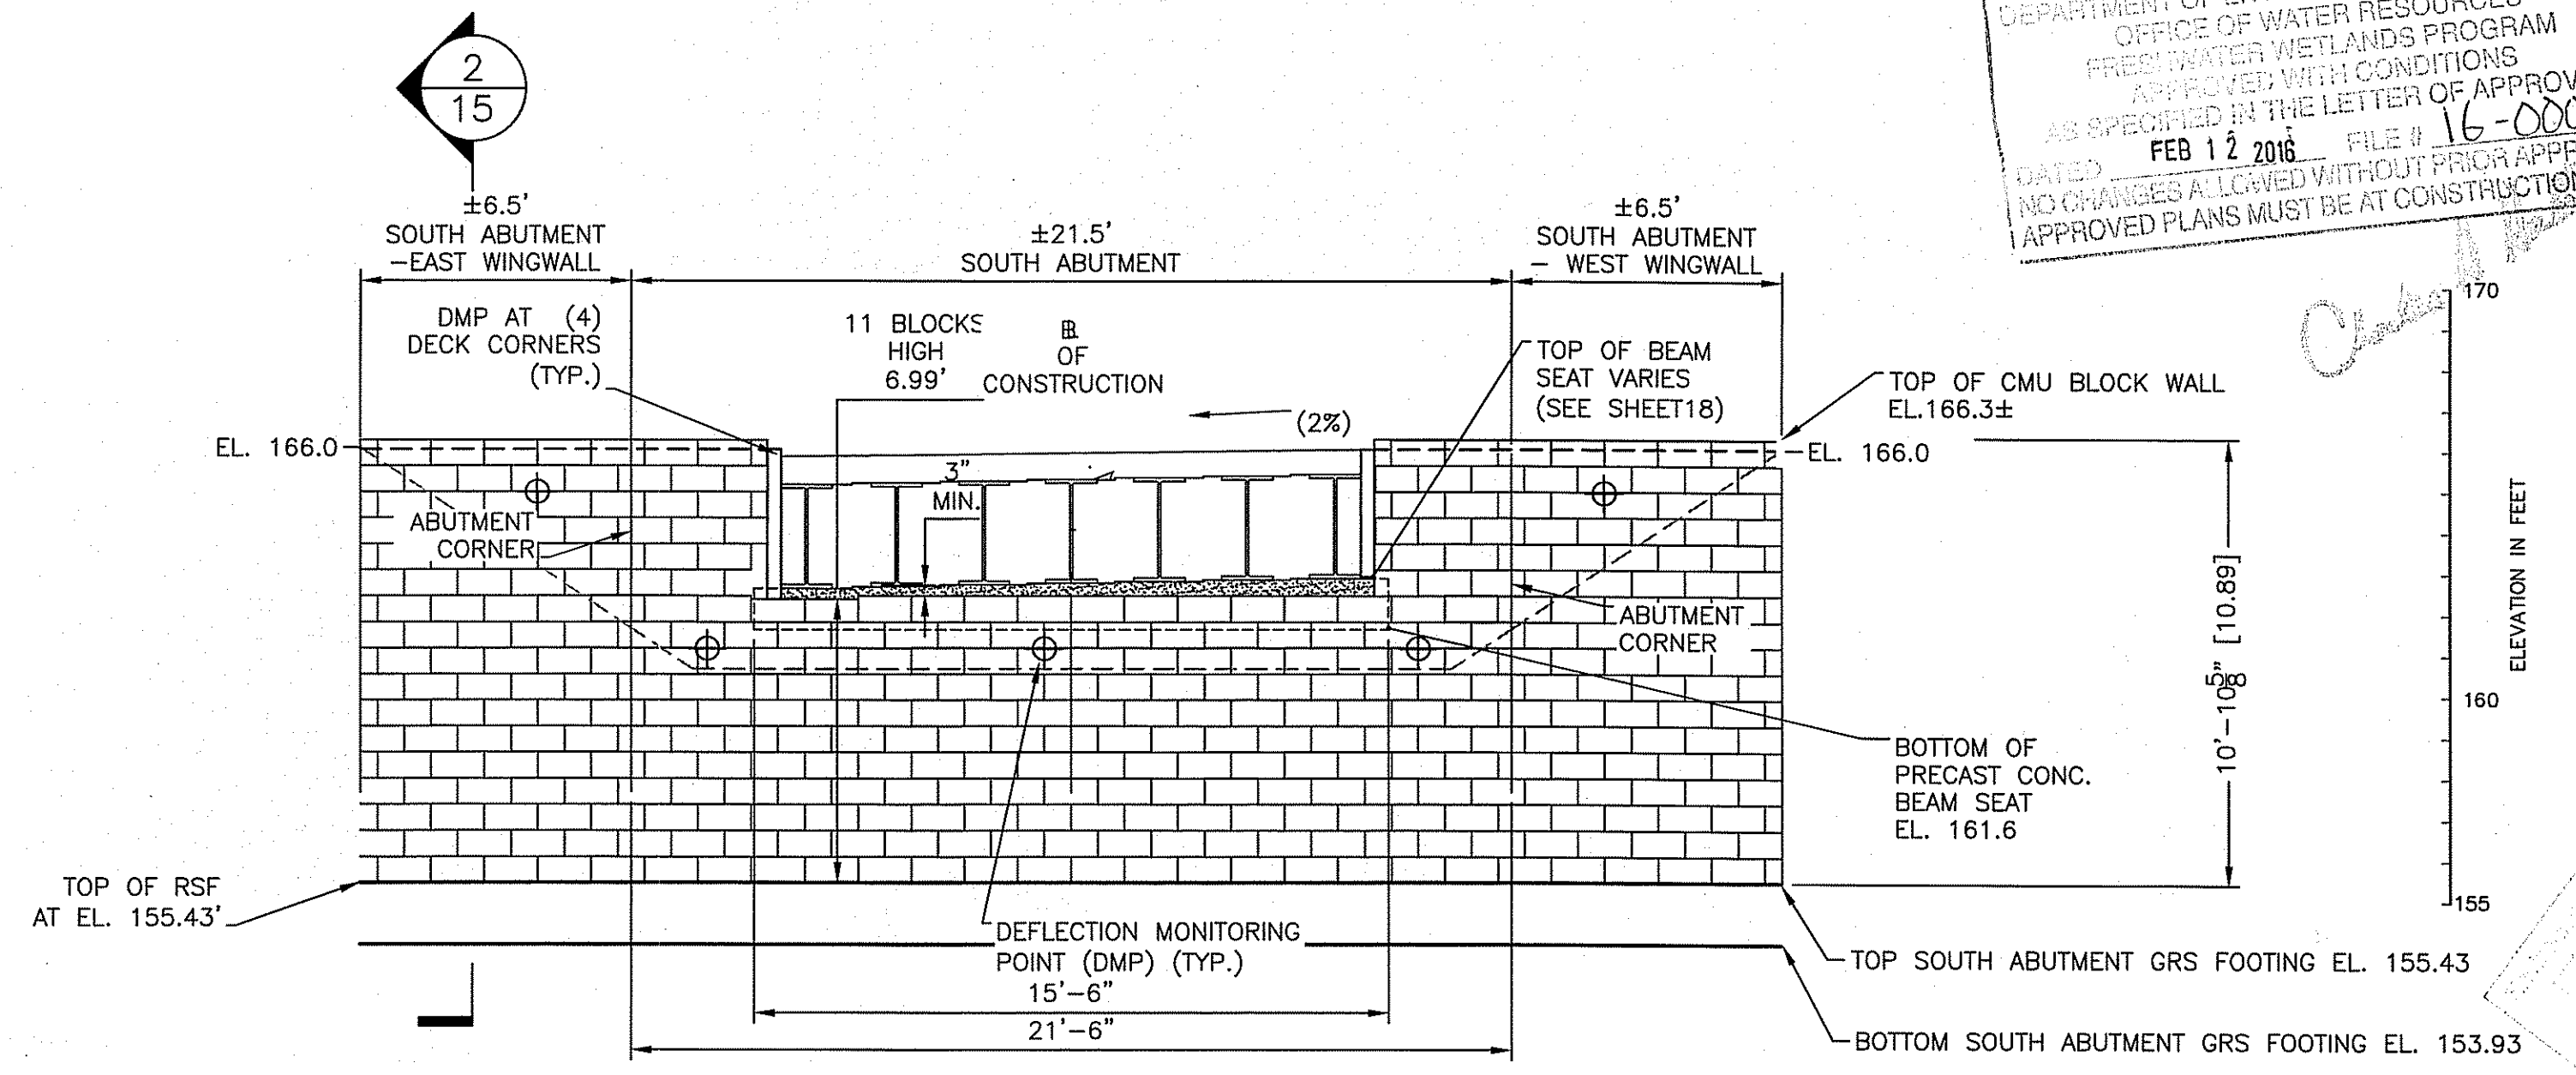 DEPARTMENT OF
OFFICE OF WATER RESOURCES
FRESHWATER WETLANDS PROGRAM
APPROVED WITH CONDITIONS
AS SPECIFIED IN THE LETTER OF APPROV
DATED FEB 12 2016 FILE # 16-000
NO CHANGES ALLOWED WITHOUT PRIOR APPR
APPROVED PLANS MUST BE AT CONSTRUCTION
2
15
±6.5'
SOUTH ABUTMENT
-EAST WINGWALL
±21.5'
SOUTH ABUTMENT
±6.5'
SOUTH ABUTMENT
- WEST WINGWALL
DMP AT (4)
DECK CORNERS
(TYP.)
11 BLOCKS
HIGH
6.99'
OF
CONSTRUCTION
(2%)
TOP OF BEAM
SEAT VARIES
(SEE SHEET18)
TOP OF CMU BLOCK WALL
EL.166.3±
EL. 166.0
EL. 166.0
3"
MIN.
ABUTMENT
CORNER
ABUTMENT
CORNER
10'-10 5/8" [10.89]
170
160
155
ELEVATION IN FEET
BOTTOM OF
PRECAST CONC.
BEAM SEAT
EL. 161.6
TOP OF RSF
AT EL. 155.43'
DEFLECTION MONITORING
POINT (DMP) (TYP.)
15'-6"
21'-6"
TOP SOUTH ABUTMENT GRS FOOTING EL. 155.43
BOTTOM SOUTH ABUTMENT GRS FOOTING EL. 153.93